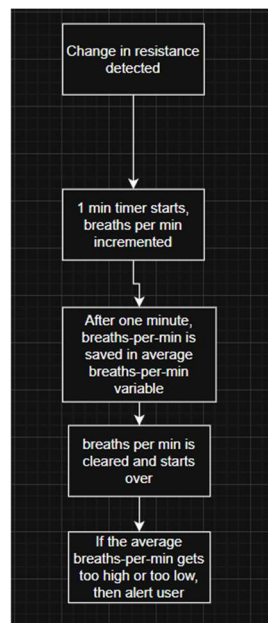 Change in resistance
detected
1 min timer starts,
breaths per min
incremented
After one minute,
breaths-per-min is
saved in average
breaths-per-min
variable
breaths per min is
cleared and starts
over
If the average
breaths-per-min gets
too high or too low,
then alert user